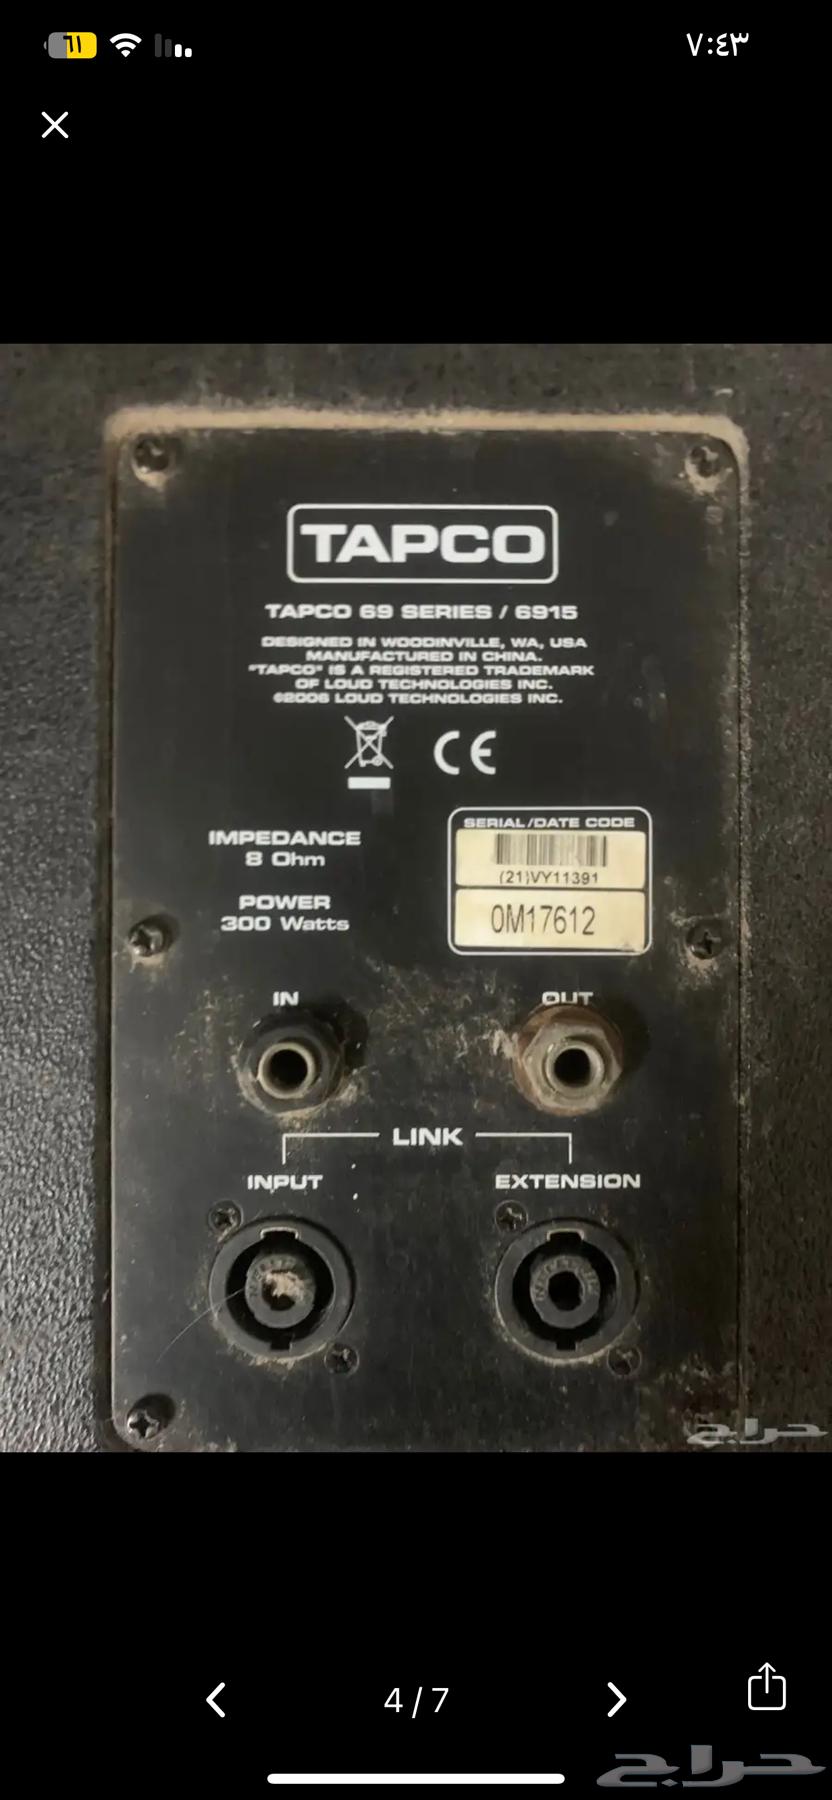 ٦١
٧:٤٣
TAPCO
TAPCO 69 SERIES / 6915
DESIGNED IN WOODINVILLE, WA, USA
MANUFACTURED IN CHINA.
"TAPCO" IS A REGISTERED TRADEMARK
OF LOUD TECHNOLOGIES INC.
©2006 LOUD TECHNOLOGIES INC.
CE
IMPEDANCE
8 Ohm
POWER
300 Watts
SERIAL/DATE CODE
(21)VY11391
0M17612
IN
OUT
LINK
INPUT
EXTENSION
حراج
4 / 7
حراج